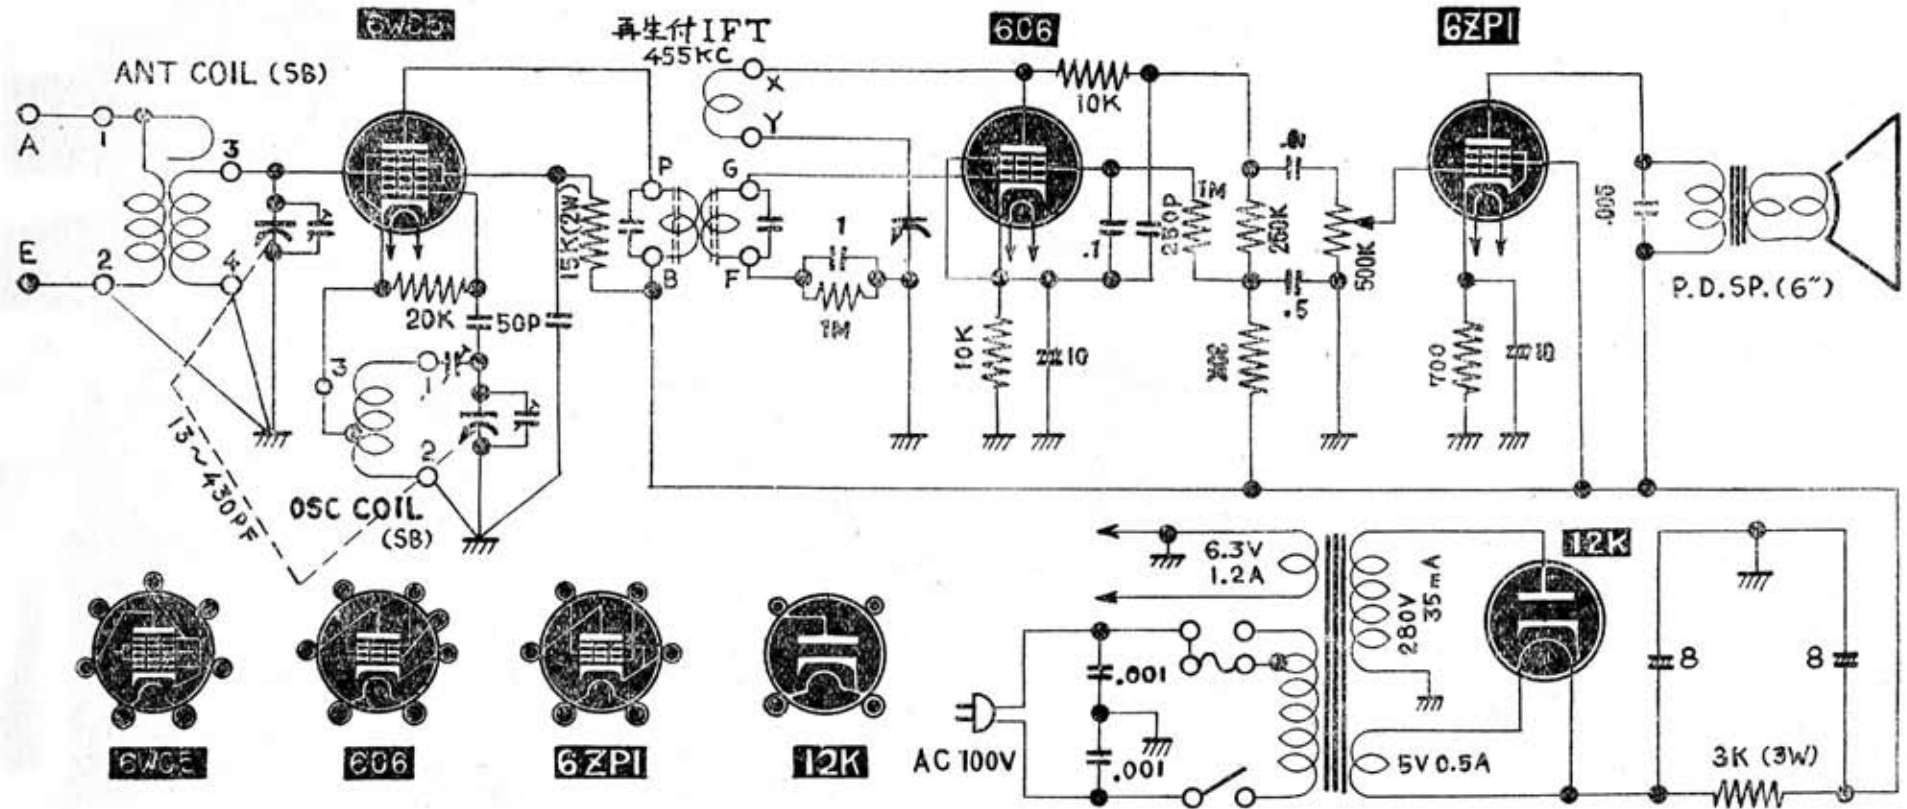 6WC5
再生付IFT
455KC
6C6
6ZP1
ANT COIL (SB)
A
1
3
X
Y
10K
E
2
4
P
G
B
F
15K(2W)
1
1M
.1
250P
1M
250K
500K
.5
.005
P.D.SP.(6")
20K
50P
3
1
2
10K
10
700
10
13~430PF
OSC COIL
(SB)
6.3V
1.2A
280V
35mA
12K
8
8
.001
.001
AC 100V
5V 0.5A
3K (3W)
6WC5
6C6
6ZP1
12K